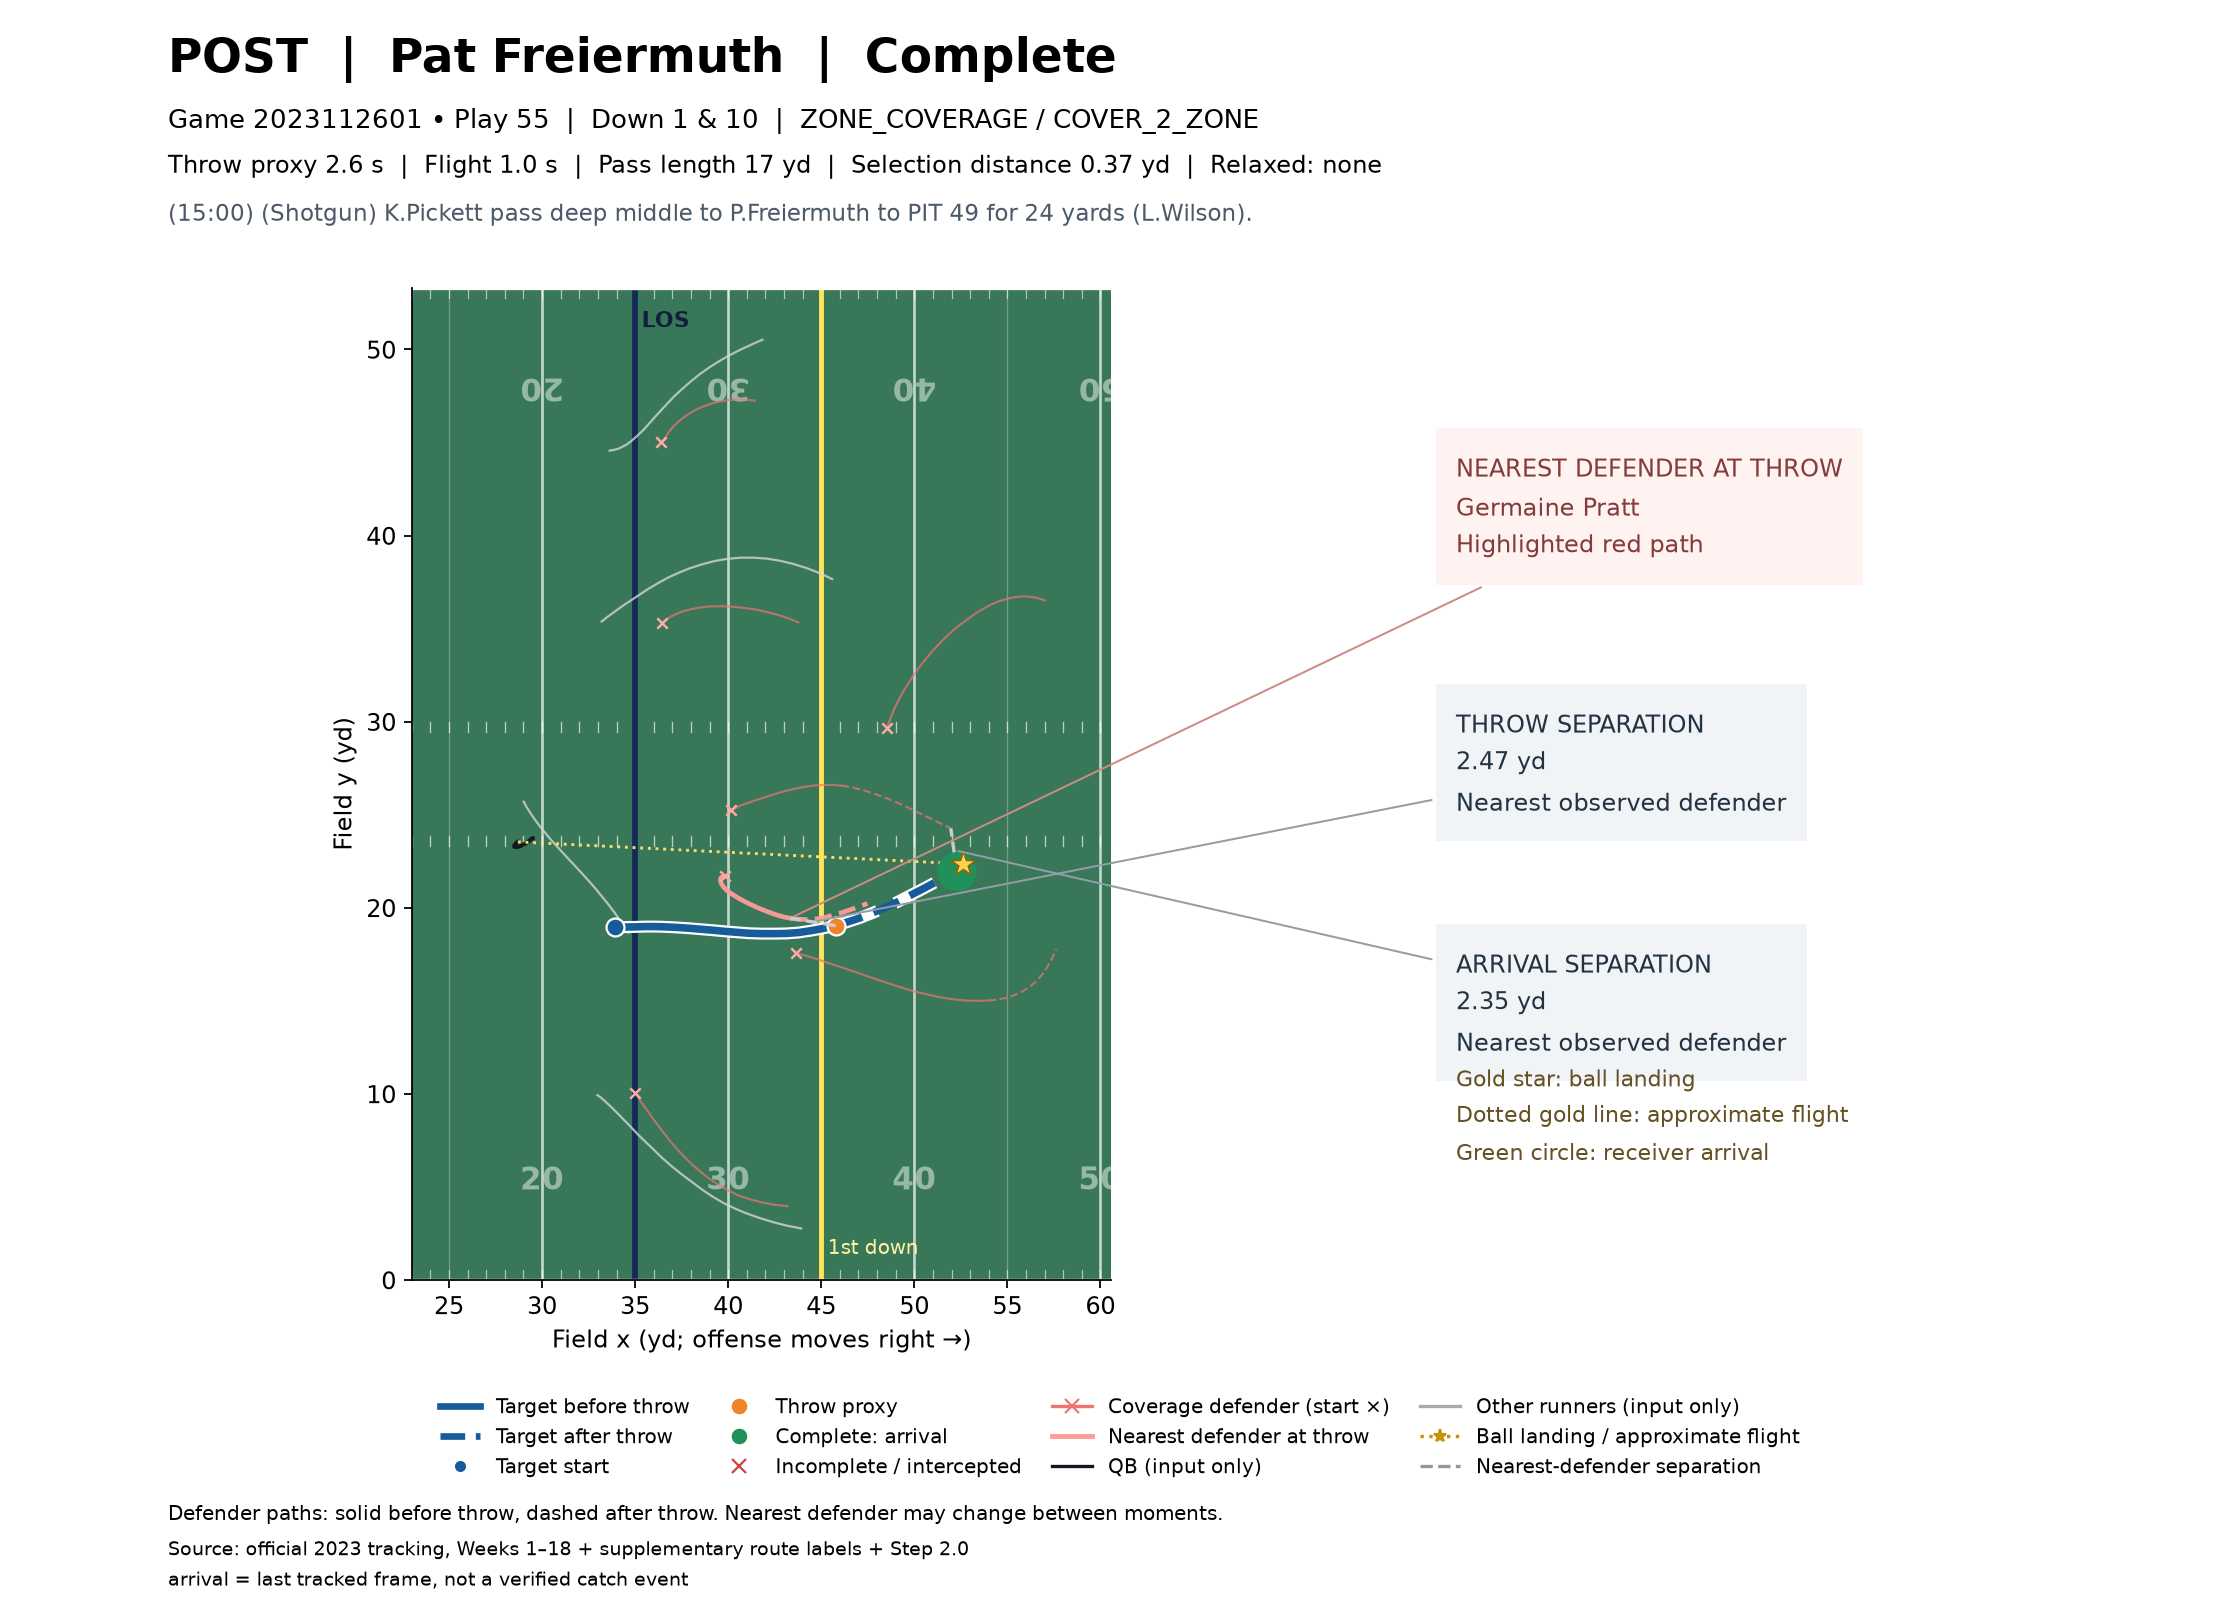 POST | Pat Freiermuth | Complete
Game 2023112601 • Play 55 | Down 1 & 10 | ZONE_COVERAGE / COVER_2_ZONE
Throw proxy 2.6 s | Flight 1.0 s | Pass length 17 yd | Selection distance 0.37 yd | Relaxed: none
(15:00) (Shotgun) K.Pickett pass deep middle to P.Freiermuth to PIT 49 for 24 yards (L.Wilson).
LOS
20 30 40 50
20 30 40 50
1st down
50
40
30
20
10
0
Field y (yd)
25 30 35 40 45 50 55 60
Field x (yd; offense moves right →)
NEAREST DEFENDER AT THROW
Germaine Pratt
Highlighted red path
THROW SEPARATION
2.47 yd
Nearest observed defender
ARRIVAL SEPARATION
2.35 yd
Nearest observed defender
Gold star: ball landing
Dotted gold line: approximate flight
Green circle: receiver arrival
Target before throw
Target after throw
Target start
Throw proxy
Complete: arrival
Incomplete / intercepted
Coverage defender (start ×)
Nearest defender at throw
QB (input only)
Other runners (input only)
Ball landing / approximate flight
Nearest-defender separation
Defender paths: solid before throw, dashed after throw. Nearest defender may change between moments.
Source: official 2023 tracking, Weeks 1–18 + supplementary route labels + Step 2.0
arrival = last tracked frame, not a verified catch event